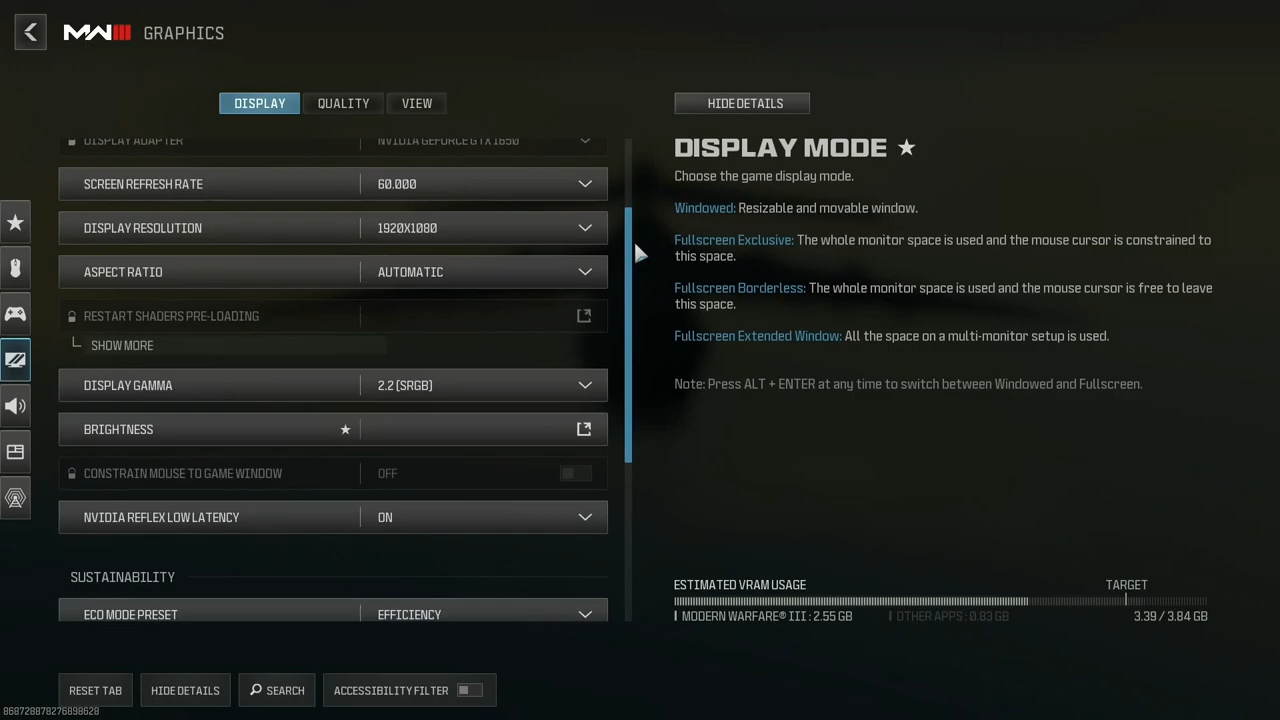 MWIII GRAPHICS
DISPLAY QUALITY VIEW
HIDE DETAILS
DISPLAY ADAPTER NVIDIA GEFORCE GTX 1650
SCREEN REFRESH RATE 60.000
DISPLAY RESOLUTION 1920X1080
ASPECT RATIO AUTOMATIC
RESTART SHADERS PRE-LOADING
SHOW MORE
DISPLAY GAMMA 2.2 (SRGB)
BRIGHTNESS
CONSTRAIN MOUSE TO GAME WINDOW OFF
NVIDIA REFLEX LOW LATENCY ON
SUSTAINABILITY
ECO MODE PRESET EFFICIENCY
DISPLAY MODE
Choose the game display mode.
Windowed: Resizable and movable window.
Fullscreen Exclusive: The whole monitor space is used and the mouse cursor is constrained to
this space.
Fullscreen Borderless: The whole monitor space is used and the mouse cursor is free to leave
this space.
Fullscreen Extended Window: All the space on a multi-monitor setup is used.
Note: Press ALT + ENTER at any time to switch between Windowed and Fullscreen.
ESTIMATED VRAM USAGE TARGET
MODERN WARFARE® III : 2.55 GB OTHER APPS : 0.83 GB 3.39 / 3.84 GB
RESET TAB HIDE DETAILS SEARCH ACCESSIBILITY FILTER
868728878276898628